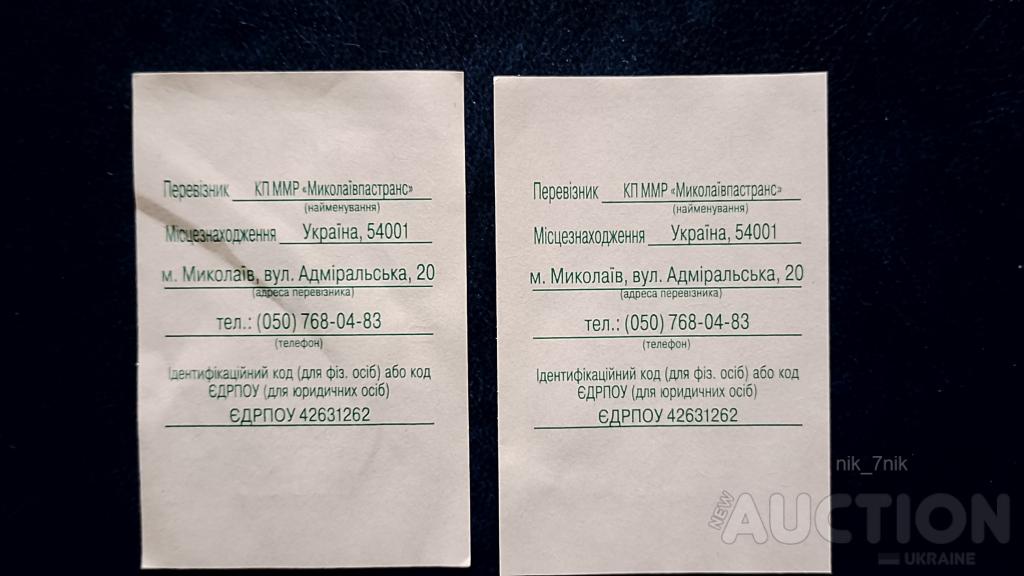 Перевізник КП ММР «Миколаївпастранс»
(найменування)
Місцезнаходження Україна, 54001
м. Миколаїв, вул. Адміральська, 20
(адреса перевізника)
тел.: (050) 768-04-83
(телефон)
Ідентифікаційний код (для фіз. осіб) або код
ЄДРПОУ (для юридичних осіб)
ЄДРПОУ 42631262
Перевізник КП ММР «Миколаївпастранс»
(найменування)
Місцезнаходження Україна, 54001
м. Миколаїв, вул. Адміральська, 20
(адреса перевізника)
тел.: (050) 768-04-83
(телефон)
Ідентифікаційний код (для фіз. осіб) або код
ЄДРПОУ (для юридичних осіб)
ЄДРПОУ 42631262
nik_7nik
NEW AUCTION
UKRAINE